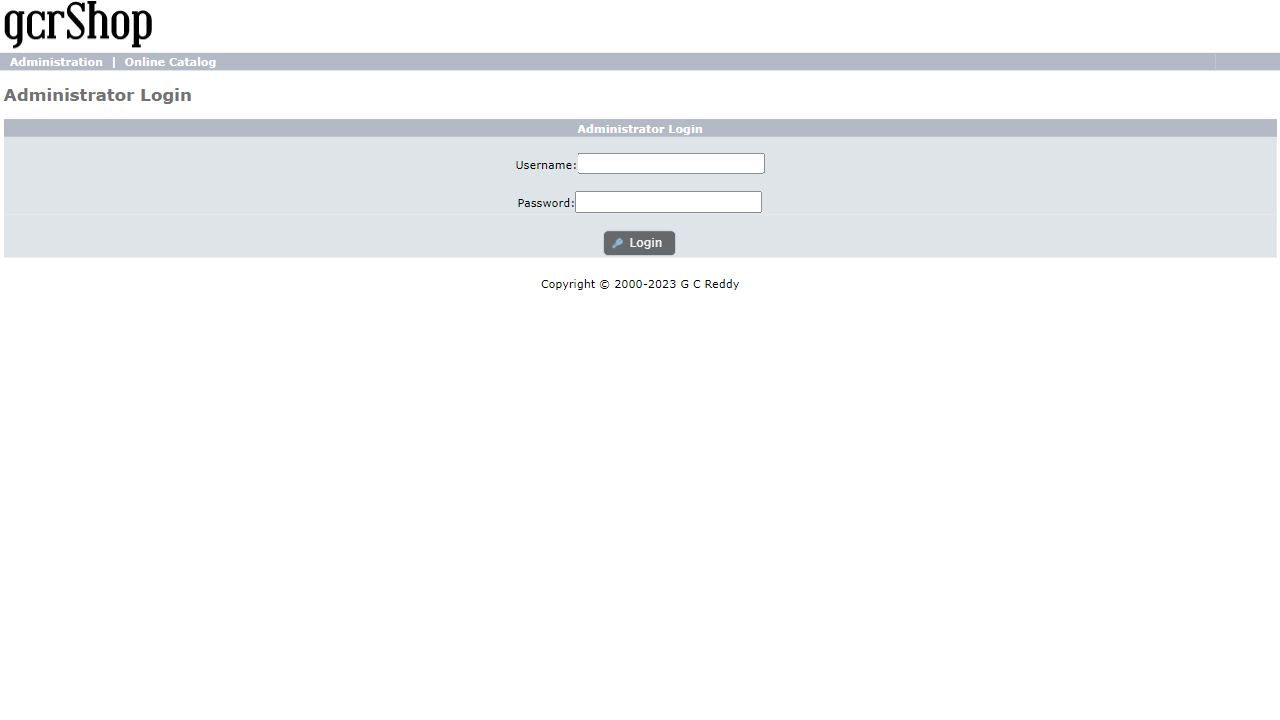 gcrShop
Administration | Online Catalog
Administrator Login
Administrator Login
Username:
Password:
Login
Copyright © 2000-2023 G C Reddy